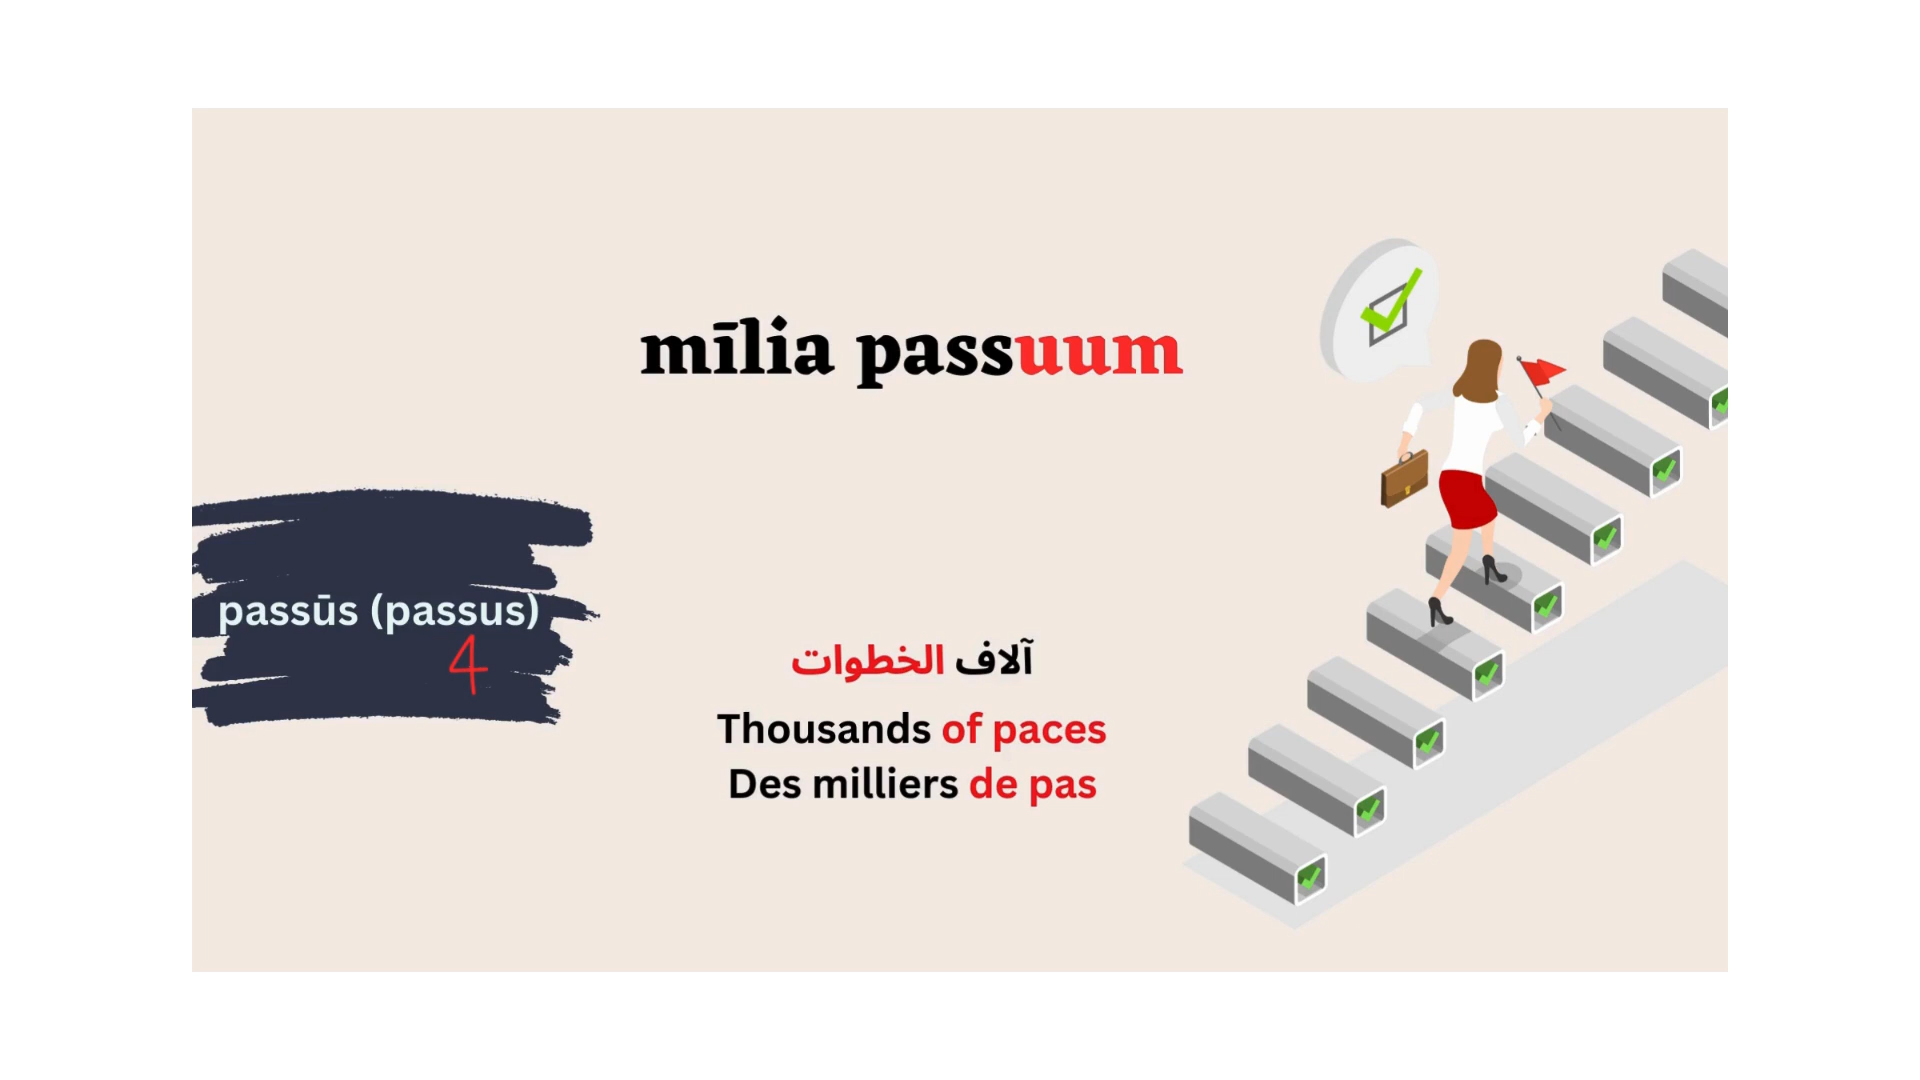 mīlia passuum
passūs (passus)
4
آلاف الخطوات
Thousands of paces
Des milliers de pas